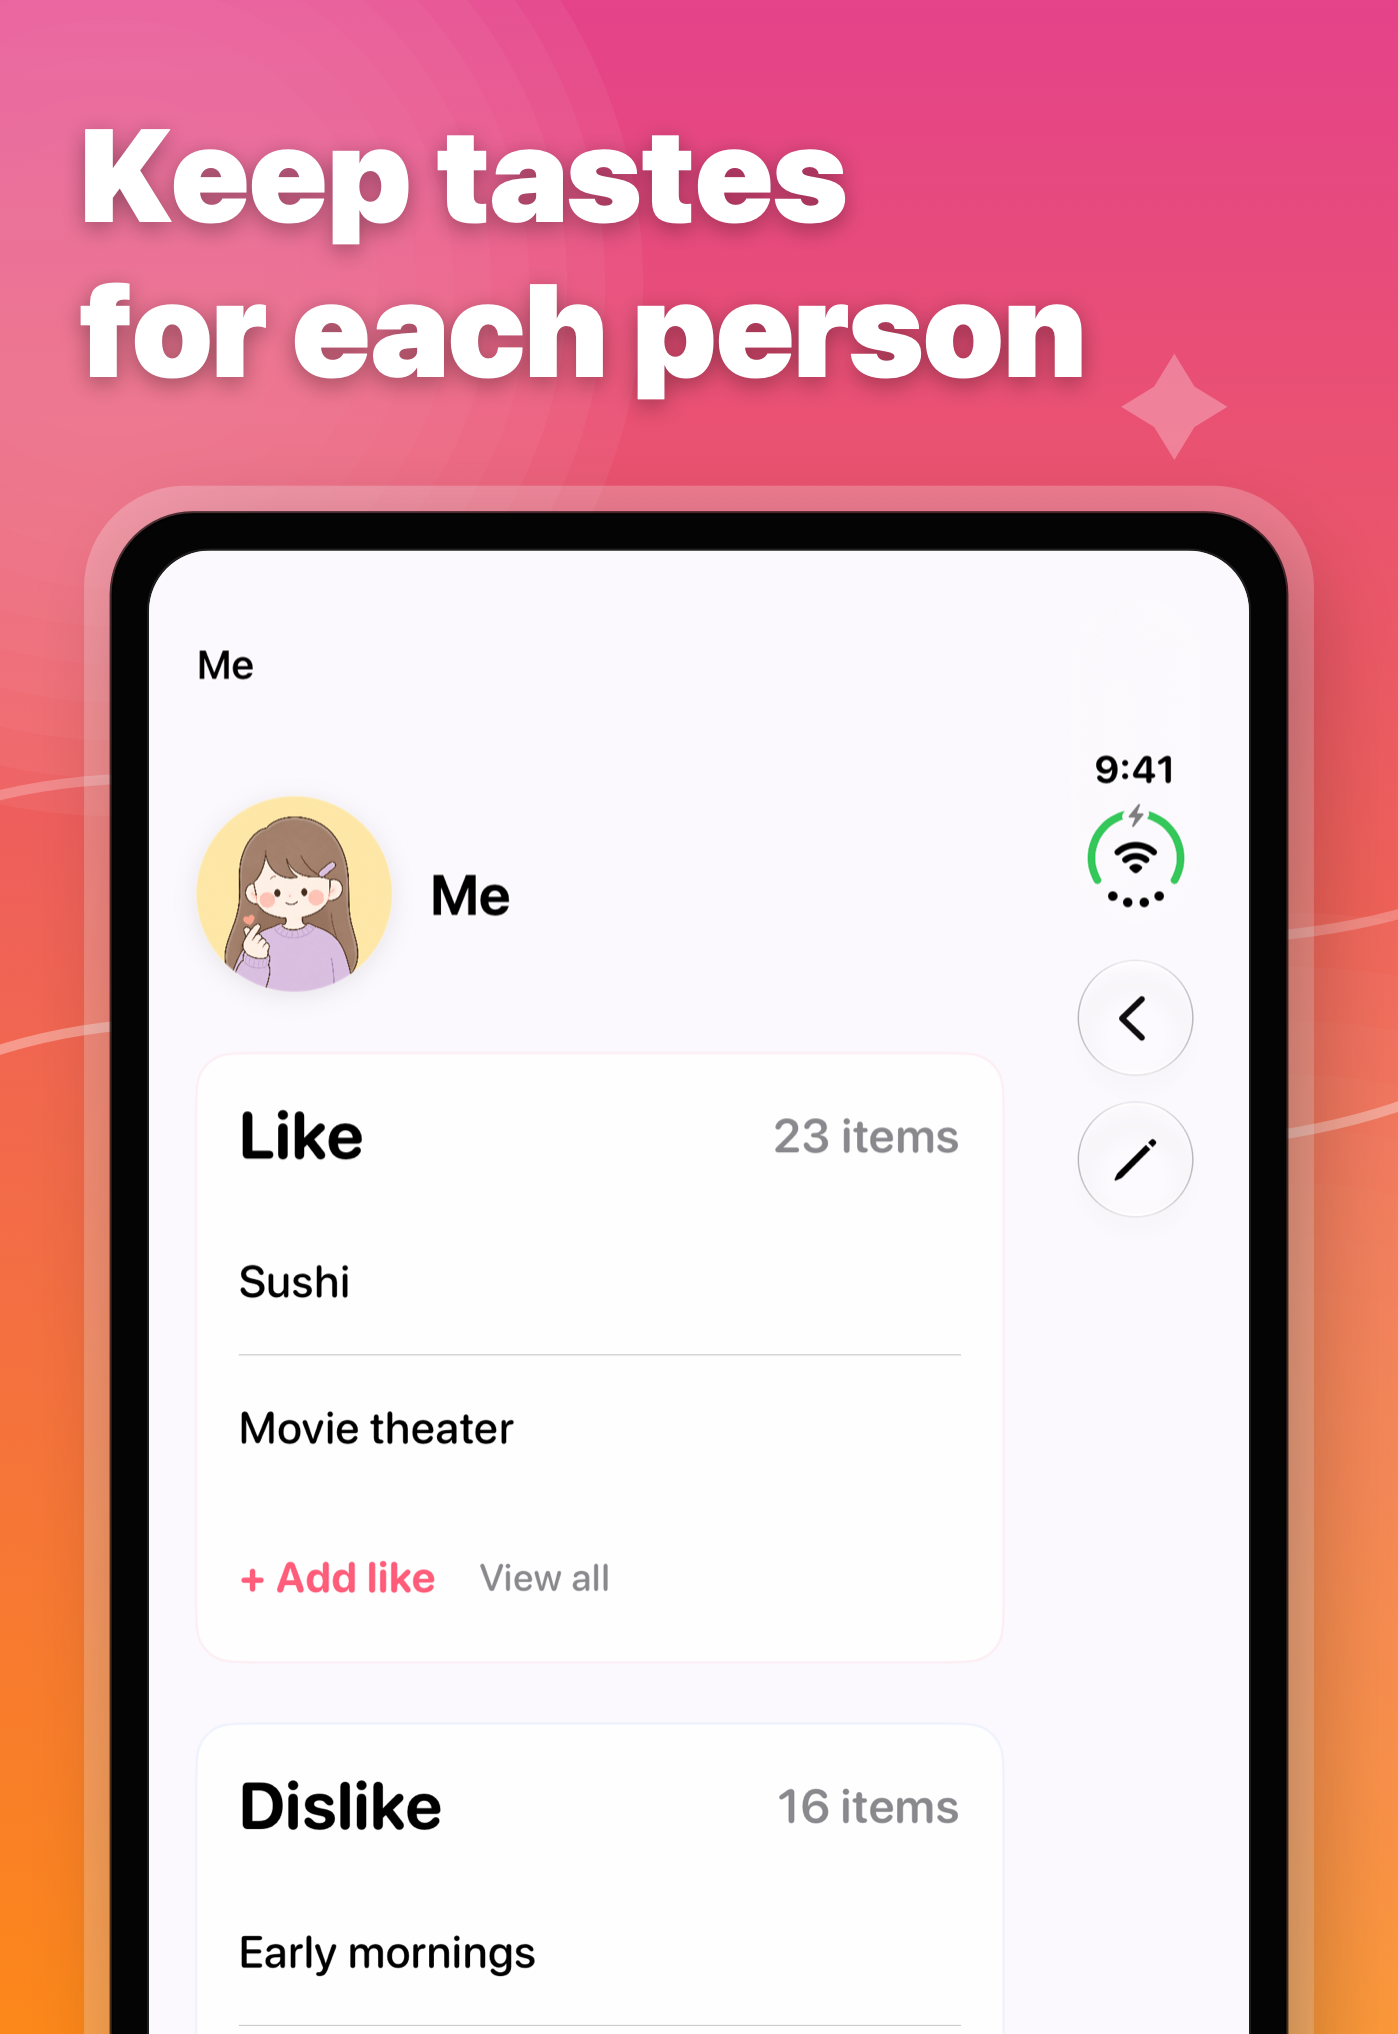 Keep tastes
for each person
Me
9:41
Me
Like
23 items
Sushi
Movie theater
+ Add like
View all
Dislike
16 items
Early mornings